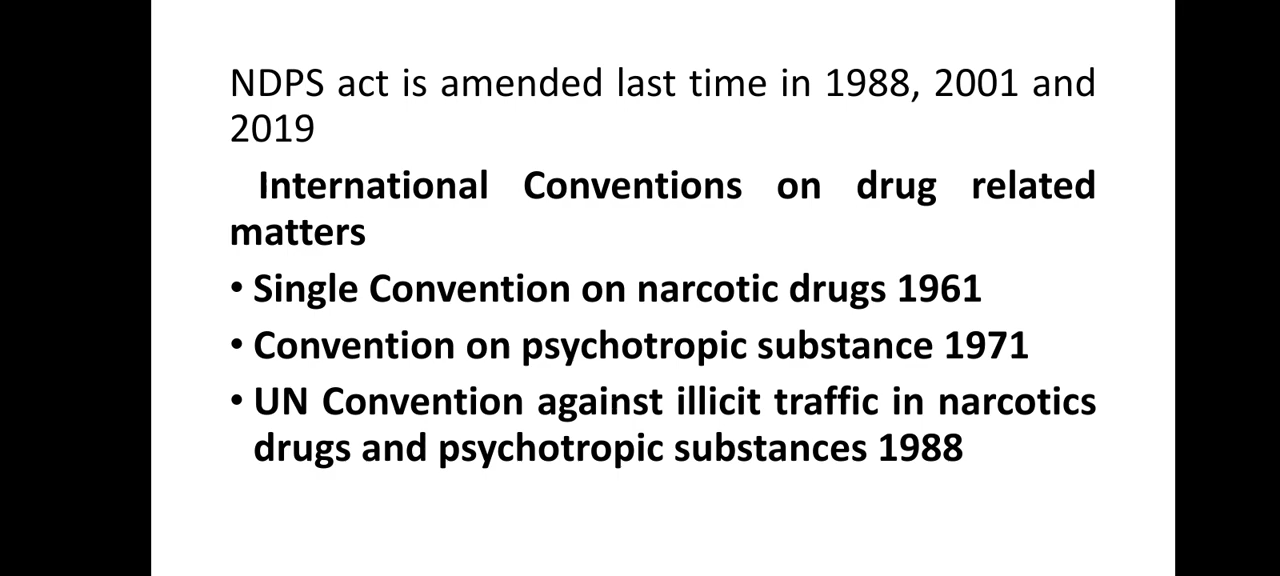 NDPS act is amended last time in 1988, 2001 and
2019
International Conventions on drug related
matters
• Single Convention on narcotic drugs 1961
• Convention on psychotropic substance 1971
• UN Convention against illicit traffic in narcotics
drugs and psychotropic substances 1988